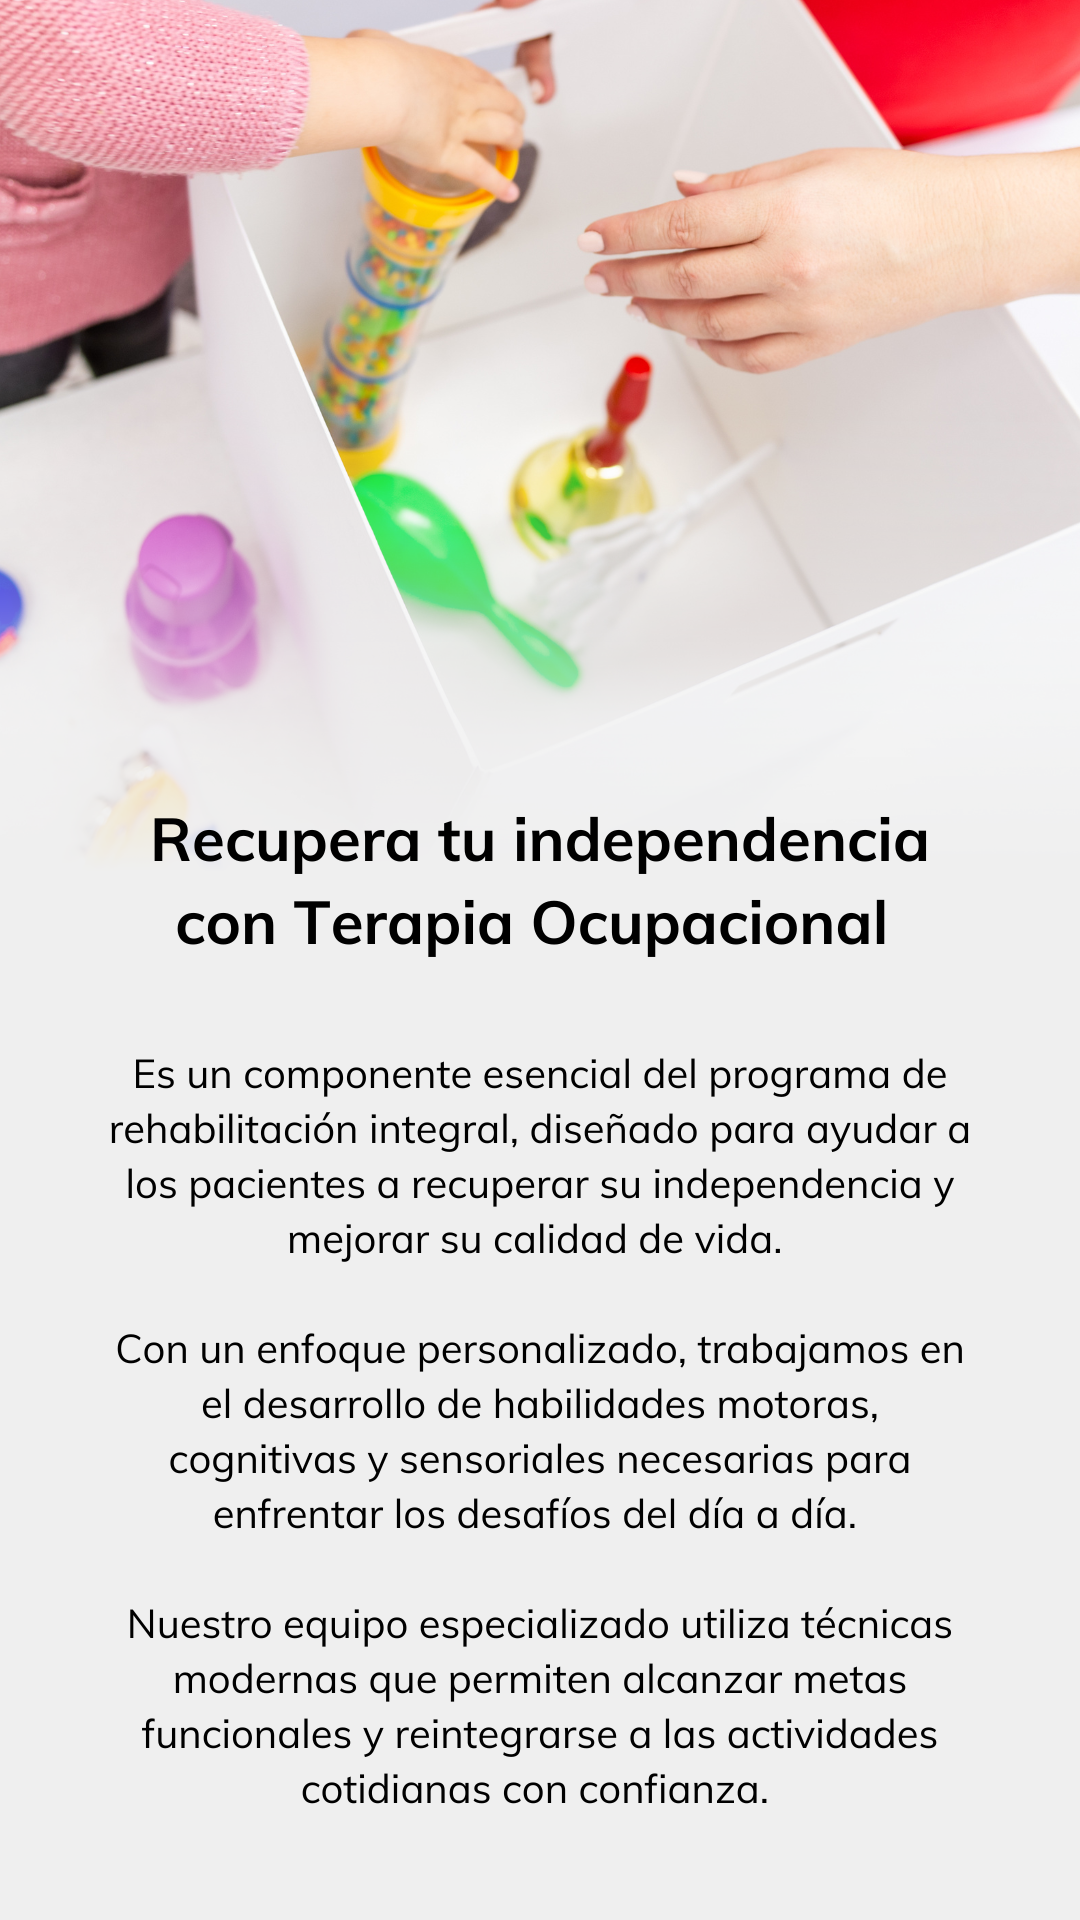 Recupera tu independencia
con Terapia Ocupacional
Es un componente esencial del programa de
rehabilitación integral, diseñado para ayudar a
los pacientes a recuperar su independencia y
mejorar su calidad de vida.
Con un enfoque personalizado, trabajamos en
el desarrollo de habilidades motoras,
cognitivas y sensoriales necesarias para
enfrentar los desafíos del día a día.
Nuestro equipo especializado utiliza técnicas
modernas que permiten alcanzar metas
funcionales y reintegrarse a las actividades
cotidianas con confianza.